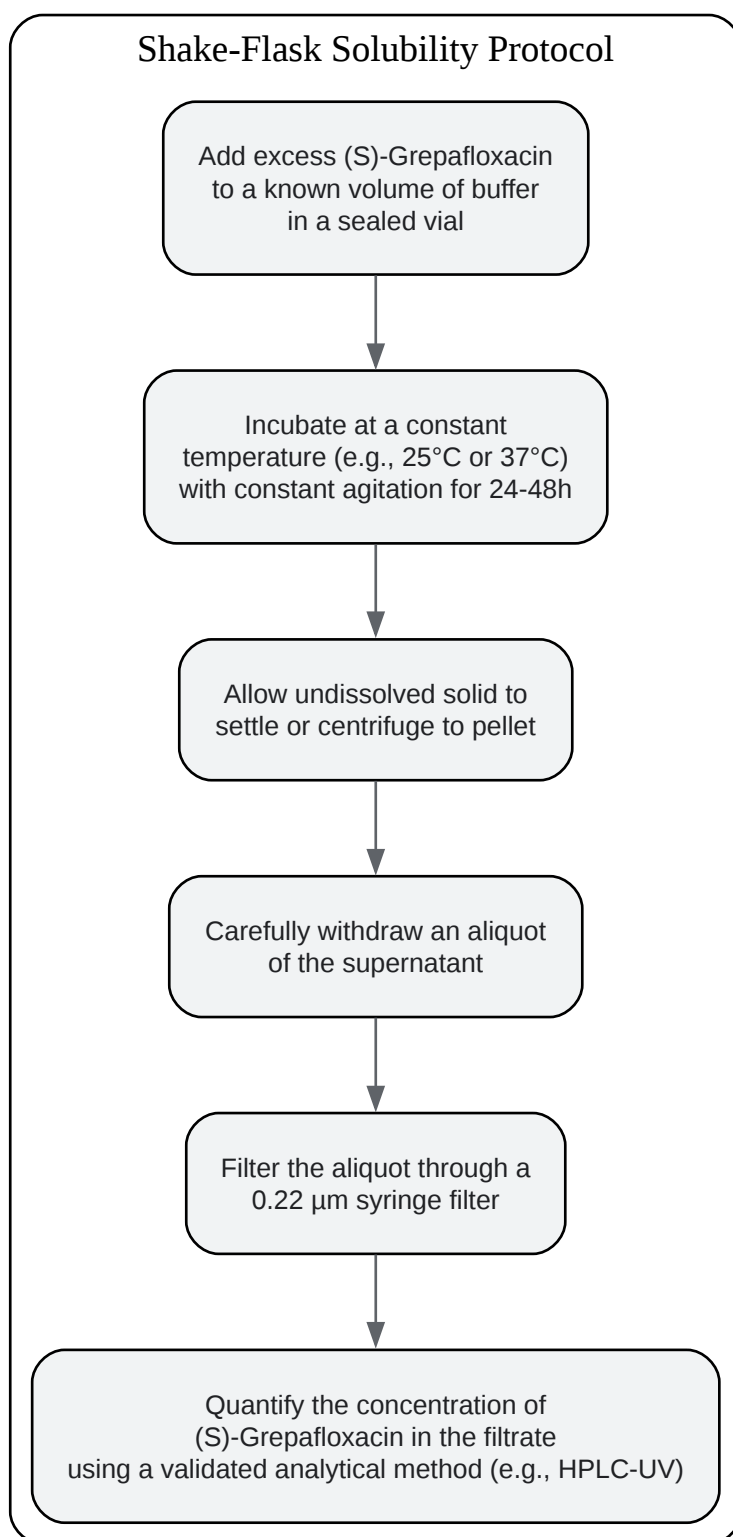 Shake-Flask Solubility Protocol
Add excess (S)-Grepafloxacin
to a known volume of buffer
in a sealed vial
Incubate at a constant
temperature (e.g., 25°C or 37°C)
with constant agitation for 24-48h
Allow undissolved solid to
settle or centrifuge to pellet
Carefully withdraw an aliquot
of the supernatant
Filter the aliquot through a
0.22 µm syringe filter
Quantify the concentration of
(S)-Grepafloxacin in the filtrate
using a validated analytical method (e.g., HPLC-UV)